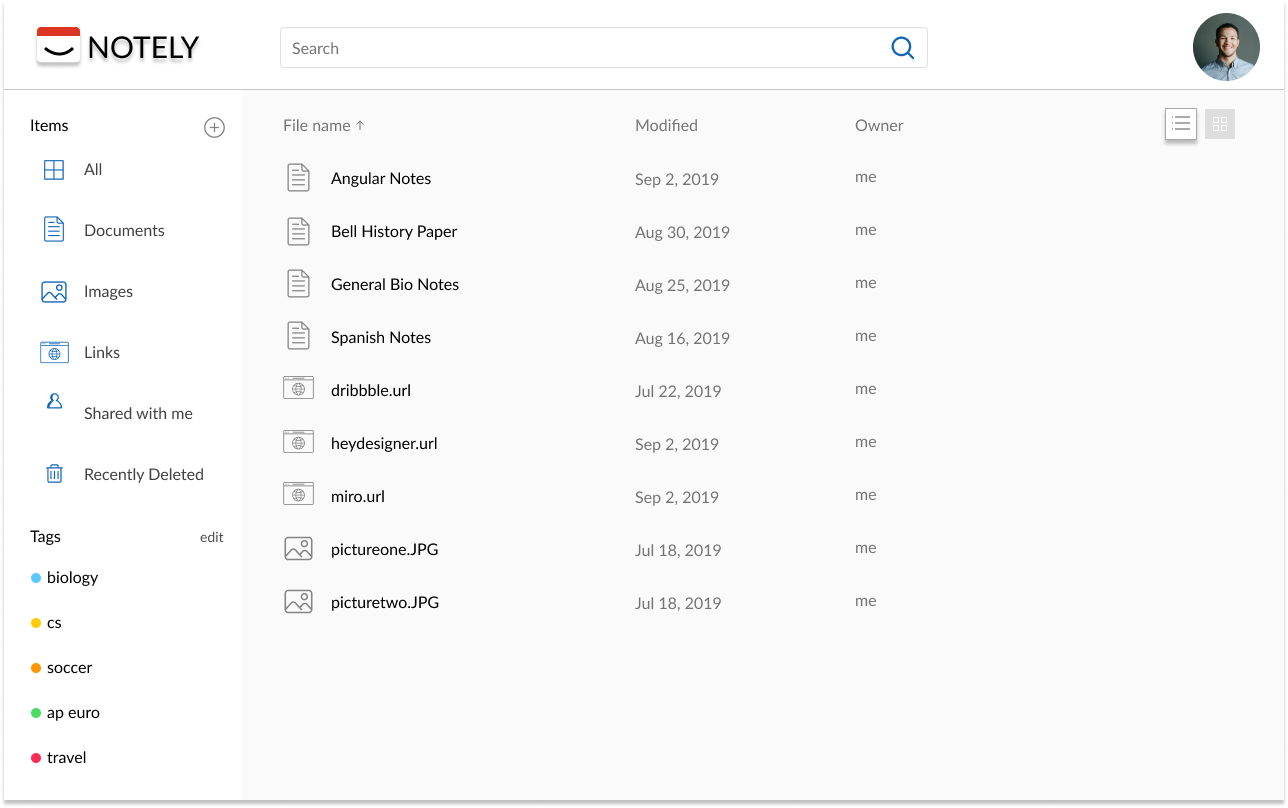 NOTELY
Search
Items
All
Documents
Images
Links
Shared with me
Recently Deleted
Tags edit
biology
cs
soccer
ap euro
travel
File name ↑ Modified Owner
Angular Notes Sep 2, 2019 me
Bell History Paper Aug 30, 2019 me
General Bio Notes Aug 25, 2019 me
Spanish Notes Aug 16, 2019 me
dribbble.url Jul 22, 2019 me
heydesigner.url Sep 2, 2019 me
miro.url Sep 2, 2019 me
pictureone.JPG Jul 18, 2019 me
picturetwo.JPG Jul 18, 2019 me